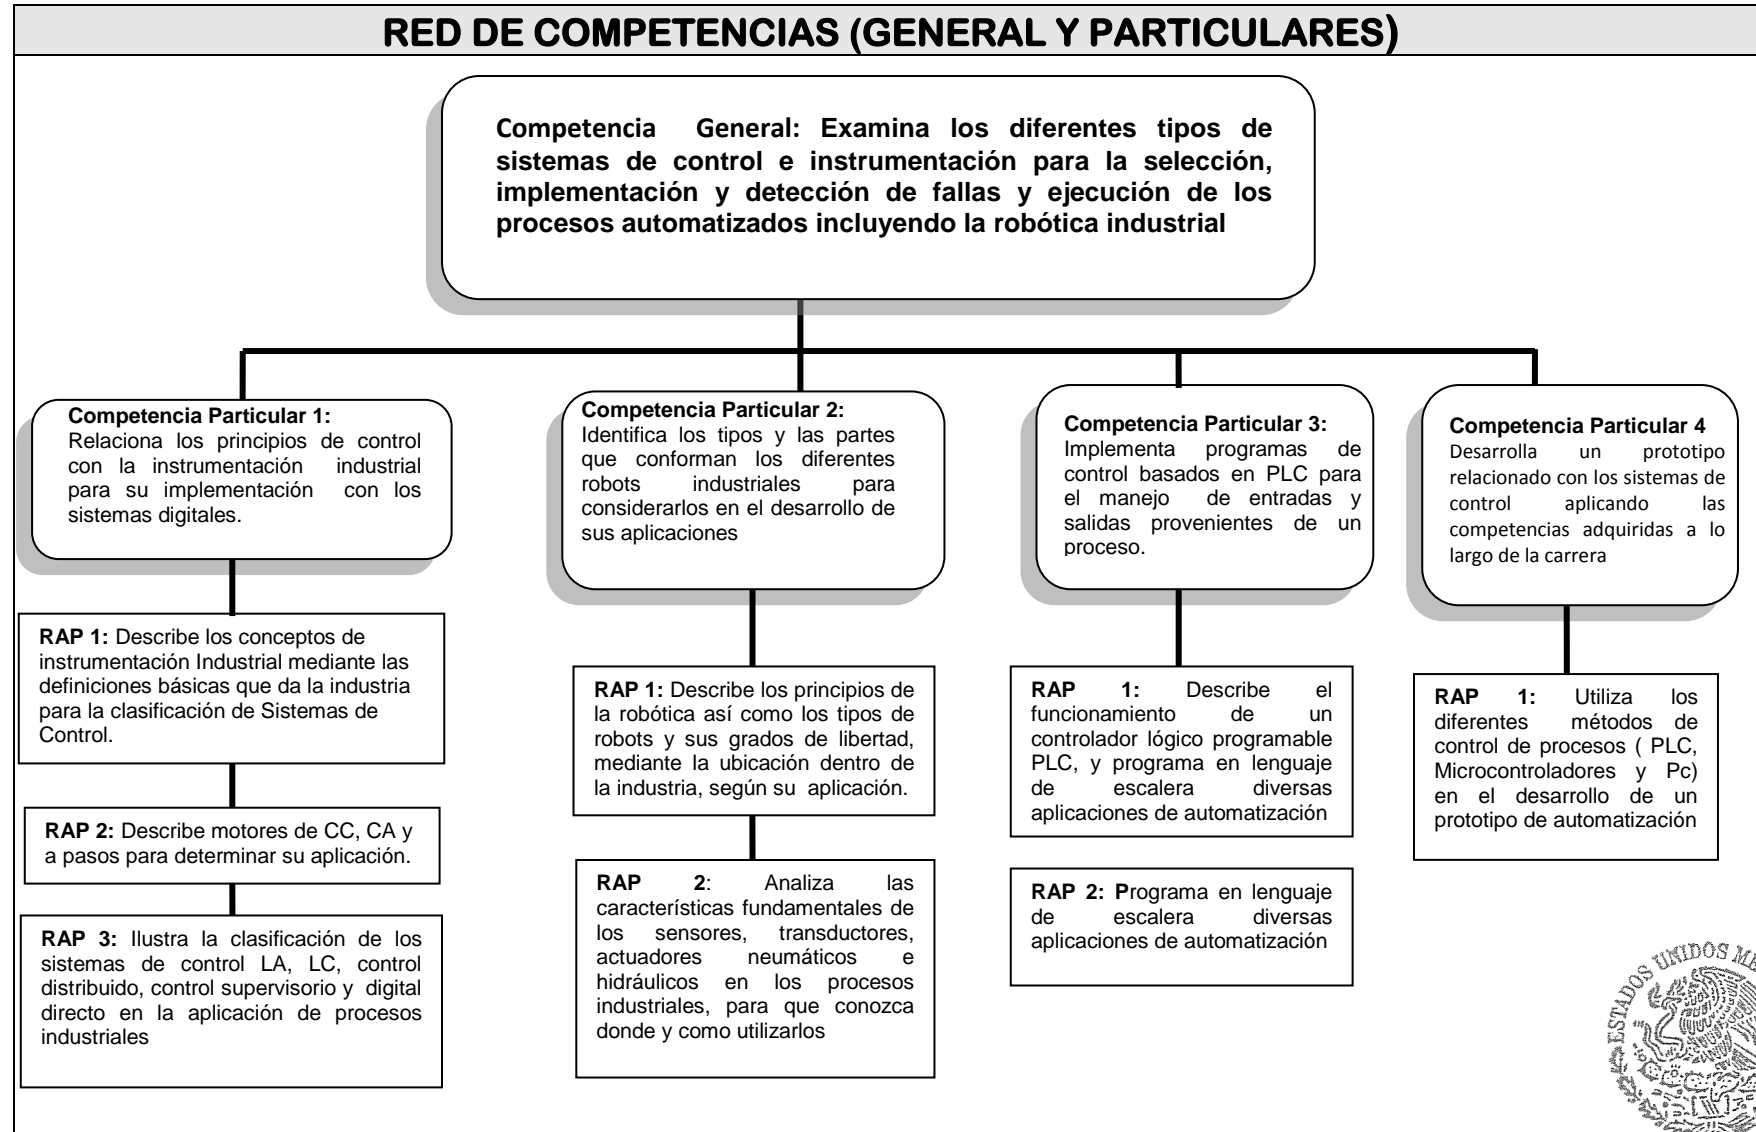 RED DE COMPETENCIAS (GENERAL Y PARTICULARES)
Competencia General: Examina los diferentes tipos de
sistemas de control e instrumentación para la selección,
implementación y detección de fallas y ejecución de los
procesos automatizados incluyendo la robótica industrial
Competencia Particular 1:
Relaciona los principios de control
con la instrumentación industrial
para su implementación con los
sistemas digitales.
Competencia Particular 2:
Identifica los tipos y las partes
que conforman los diferentes
robots industriales para
considerarlos en el desarrollo de
sus aplicaciones
Competencia Particular 3:
Implementa programas de
control basados en PLC para
el manejo de entradas y
salidas provenientes de un
proceso.
Competencia Particular 4
Desarrolla un prototipo
relacionado con los sistemas de
control aplicando las
competencias adquiridas a lo
largo de la carrera
RAP 1: Describe los conceptos de
instrumentación Industrial mediante las
definiciones básicas que da la industria
para la clasificación de Sistemas de
Control.
RAP 2: Describe motores de CC, CA y
a pasos para determinar su aplicación.
RAP 3: Ilustra la clasificación de los
sistemas de control LA, LC, control
distribuido, control supervisorio y digital
directo en la aplicación de procesos
industriales
RAP 1: Describe los principios de
la robótica así como los tipos de
robots y sus grados de libertad,
mediante la ubicación dentro de
la industria, según su aplicación.
RAP 2: Analiza las
características fundamentales de
los sensores, transductores,
actuadores neumáticos e
hidráulicos en los procesos
industriales, para que conozca
donde y como utilizarlos
RAP 1: Describe el
funcionamiento de un
controlador lógico programable
PLC, y programa en lenguaje
de escalera diversas
aplicaciones de automatización
RAP 2: Programa en lenguaje
de escalera diversas
aplicaciones de automatización
RAP 1: Utiliza los
diferentes métodos de
control de procesos ( PLC,
Microcontroladores y Pc)
en el desarrollo de un
prototipo de automatización
ESTADOS UNIDOS